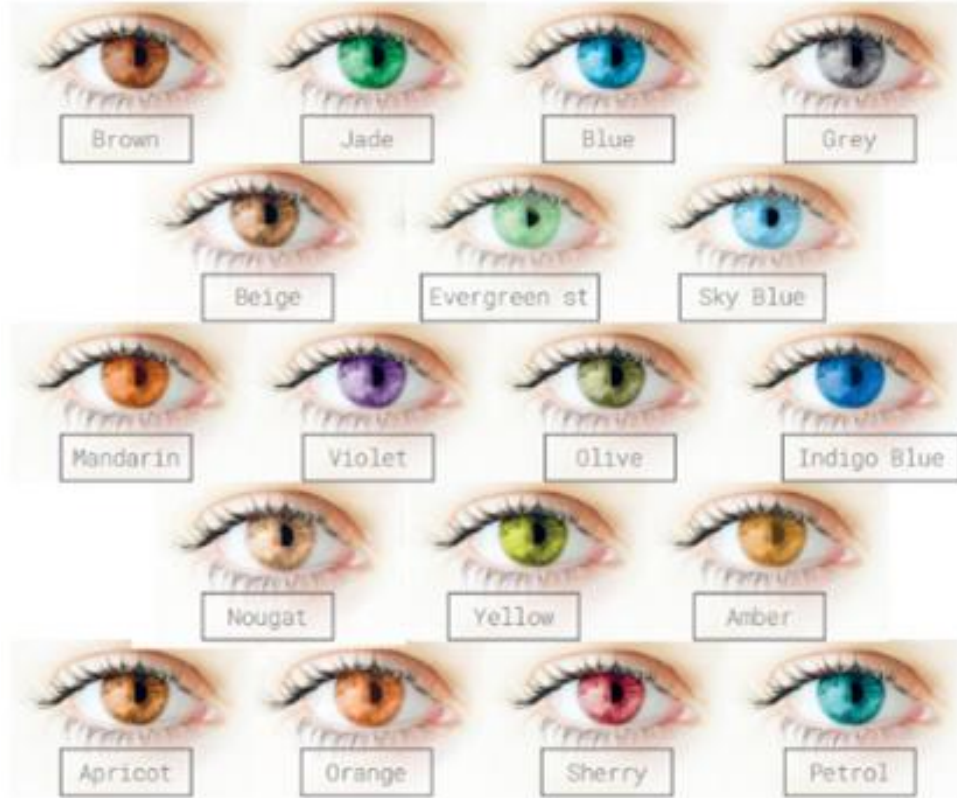 Brown
Jade
Blue
Grey
Beige
Evergreen st
Sky Blue
Mandarin
Violet
Olive
Indigo Blue
Nougat
Yellow
Amber
Apricot
Orange
Sherry
Petrol